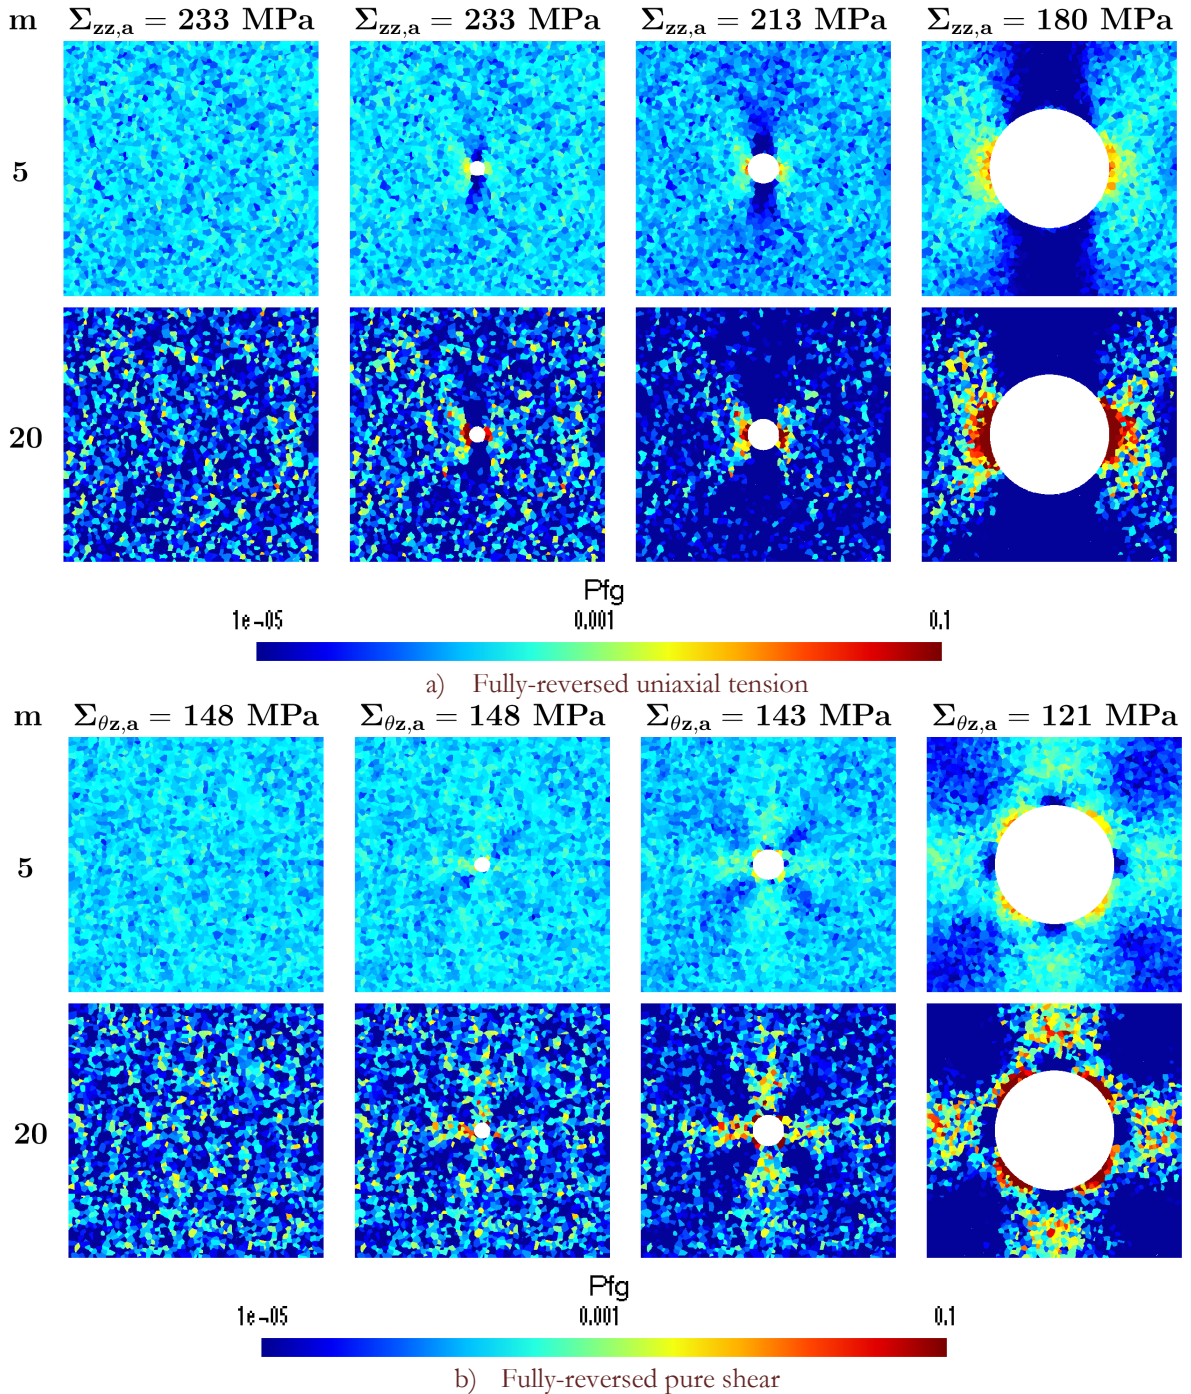 m Σzz,a = 233 MPa Σzz,a = 233 MPa Σzz,a = 213 MPa Σzz,a = 180 MPa
5
20
Pfg
1e-05 0.001 0.1
a) Fully-reversed uniaxial tension
m Σθz,a = 148 MPa Σθz,a = 148 MPa Σθz,a = 143 MPa Σθz,a = 121 MPa
5
20
Pfg
1e-05 0.001 0.1
b) Fully-reversed pure shear